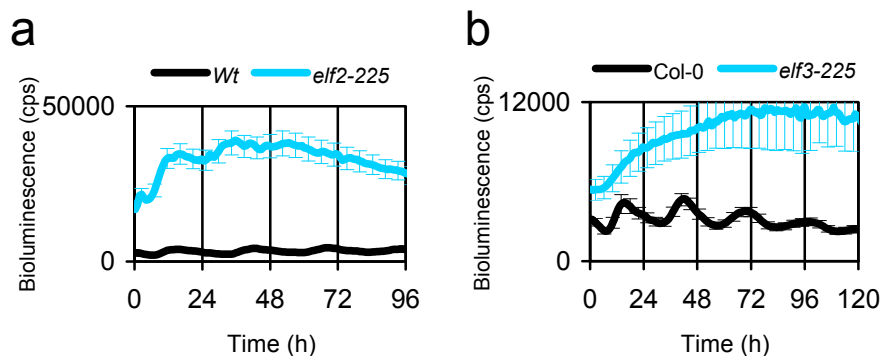 a
Wt elf2-225
Bioluminescence (cps)
50000
0
0 24 48 72 96
Time (h)
b
Col-0 elf3-225
Bioluminescence (cps)
12000
0
0 24 48 72 96 120
Time (h)